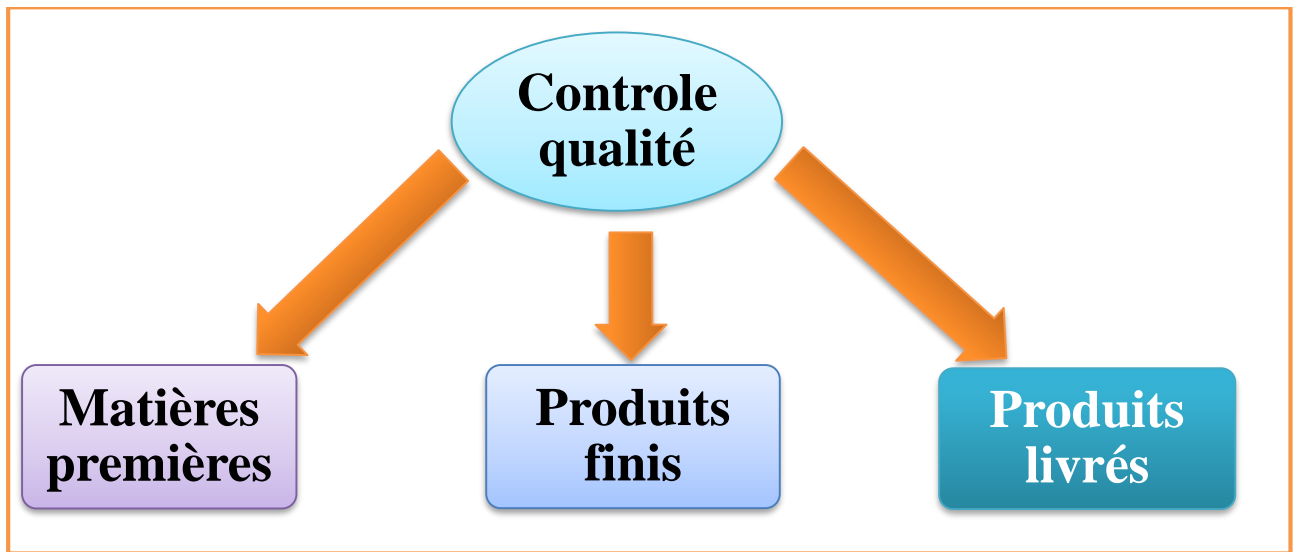 Controle
qualité
Matières
premières
Produits
finis
Produits
livrés